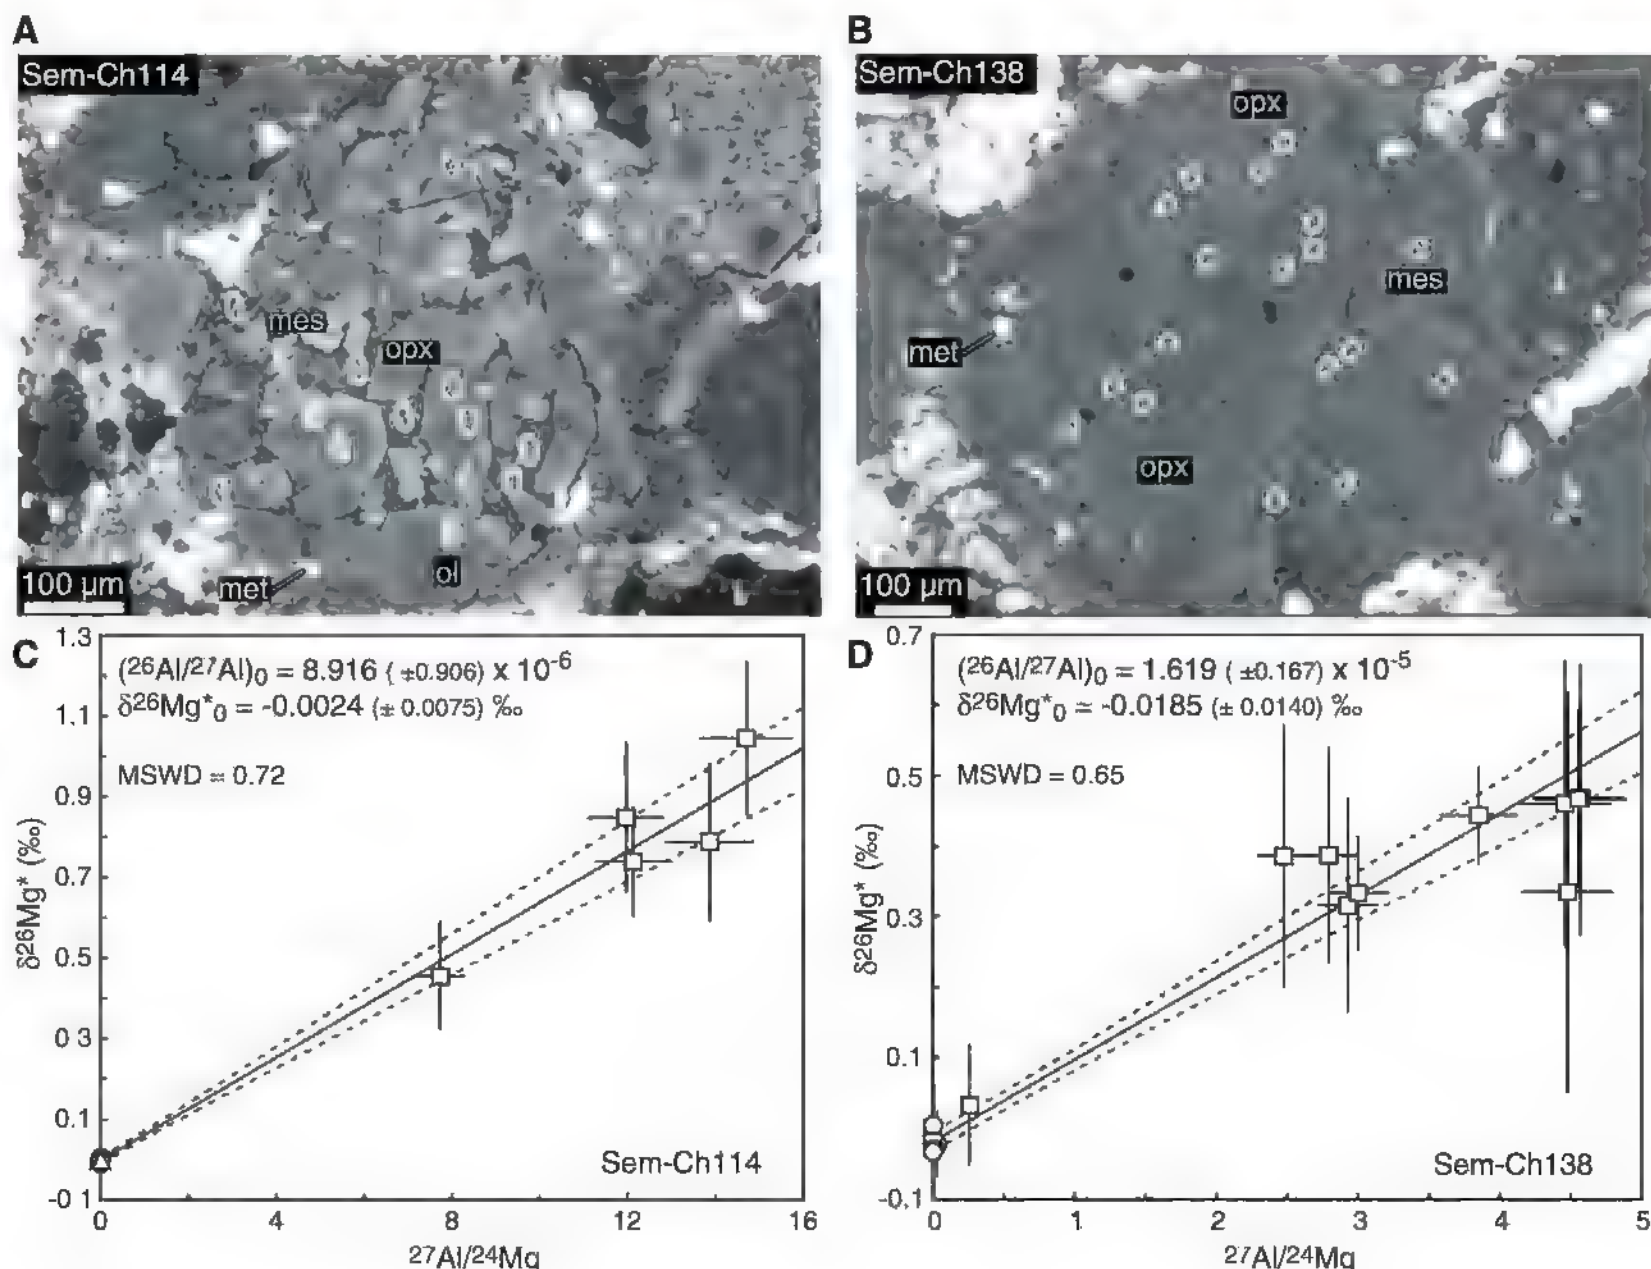 A
Sem-Ch114
mes
opx
met
ol
100 µm
B
Sem-Ch138
opx
mes
met
opx
100 µm
C
(²⁶Al/²⁷Al)₀ = 8.916 (±0.906) x 10⁻⁶
δ²⁶Mg*₀ = -0.0024 (± 0.0075) ‰
MSWD = 0.72
1.3
1.1
0.9
0.7
0.5
0.3
0.1
-0.1
δ²⁶Mg* (‰)
Sem-Ch114
0 4 8 12 16
²⁷Al/²⁴Mg
D
(²⁶Al/²⁷Al)₀ = 1.619 (±0.167) x 10⁻⁵
δ²⁶Mg*₀ = -0.0185 (± 0.0140) ‰
MSWD = 0.65
0.7
0.5
0.3
0.1
-0.1
δ²⁶Mg* (‰)
Sem-Ch138
0 1 2 3 4 5
²⁷Al/²⁴Mg